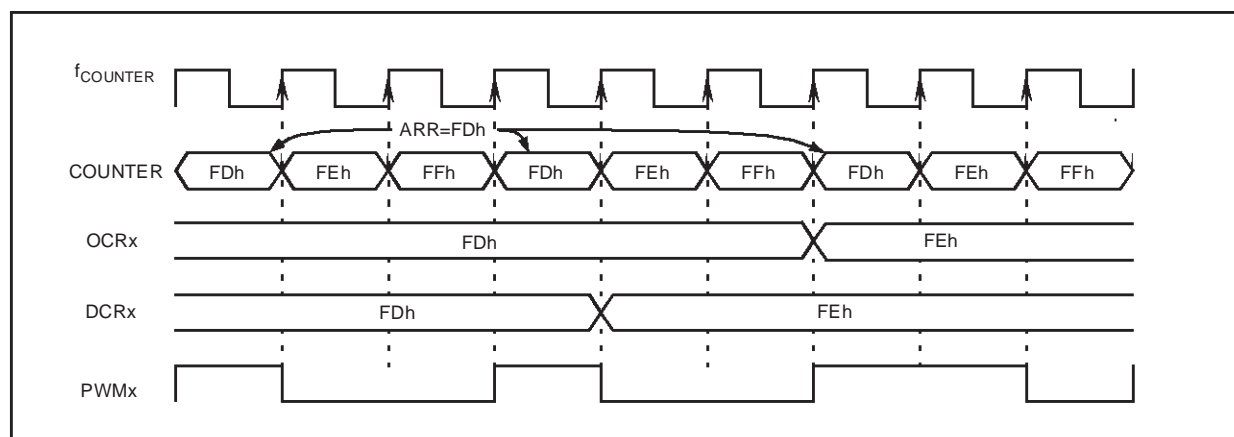 fCOUNTER
ARR=FDh
COUNTER FDh FEh FFh FDh FEh FFh FDh FEh FFh
OCRx FDh FEh
DCRx FDh FEh
PWMx